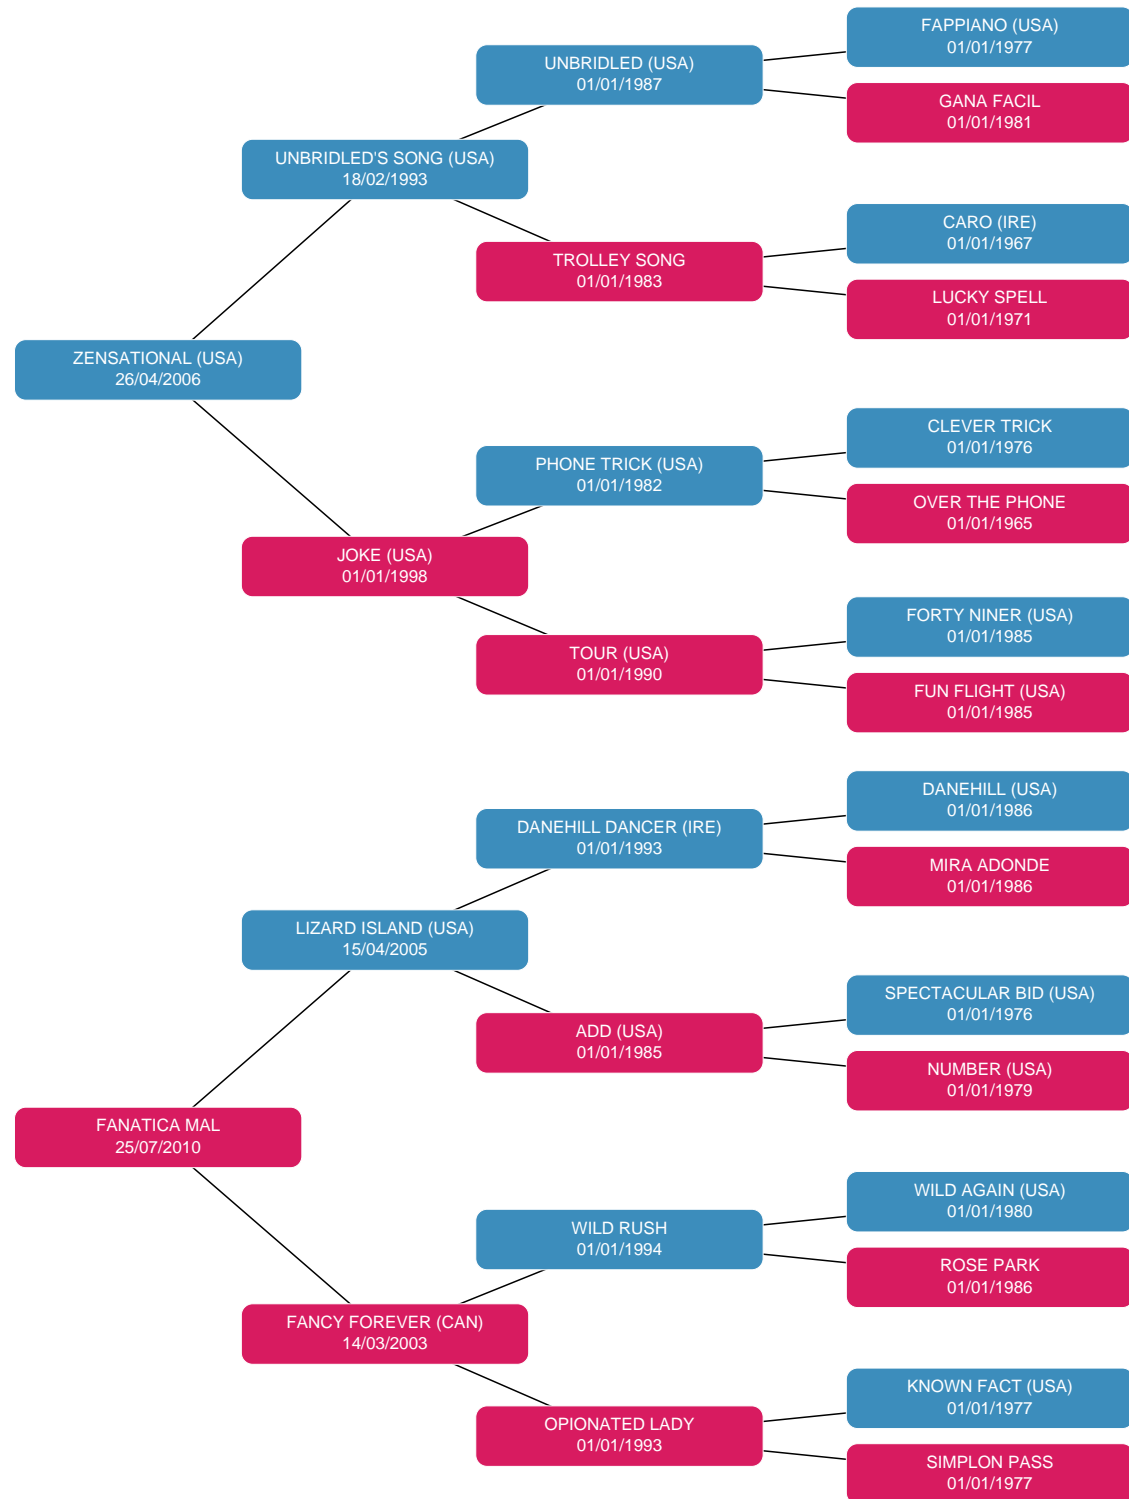 FAPPIANO (USA)
01/01/1977
UNBRIDLED (USA)
01/01/1987
GANA FACIL
01/01/1981
UNBRIDLED'S SONG (USA)
18/02/1993
CARO (IRE)
01/01/1967
TROLLEY SONG
01/01/1983
LUCKY SPELL
01/01/1971
ZENSATIONAL (USA)
26/04/2006
CLEVER TRICK
01/01/1976
PHONE TRICK (USA)
01/01/1982
OVER THE PHONE
01/01/1965
JOKE (USA)
01/01/1998
FORTY NINER (USA)
01/01/1985
TOUR (USA)
01/01/1990
FUN FLIGHT (USA)
01/01/1985
DANEHILL (USA)
01/01/1986
DANEHILL DANCER (IRE)
01/01/1993
MIRA ADONDE
01/01/1986
LIZARD ISLAND (USA)
15/04/2005
SPECTACULAR BID (USA)
01/01/1976
ADD (USA)
01/01/1985
NUMBER (USA)
01/01/1979
FANATICA MAL
25/07/2010
WILD AGAIN (USA)
01/01/1980
WILD RUSH
01/01/1994
ROSE PARK
01/01/1986
FANCY FOREVER (CAN)
14/03/2003
KNOWN FACT (USA)
01/01/1977
OPIONATED LADY
01/01/1993
SIMPLON PASS
01/01/1977